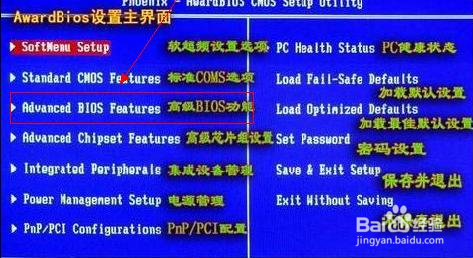 Phoenix - AwardBIOS CMOS Setup Utility
AwardBios设置主界面
SoftMenu Setup 软超频设置选项
Standard CMOS Features 标准COMS选项
Advanced BIOS Features 高级BIOS功能
Advanced Chipset Features 高级芯片组设置
Integrated Peripherals 集成设备管理
Power Management Setup 电源管理
PnP/PCI Configurations PnP/PCI配置
PC Health Status PC健康状态
Load Fail-Safe Defaults
加载默认设置
Load Optimized Defaults
加载最佳默认设置
Set Password
密码设置
Save & Exit Setup
保存并退出
Exit Without Saving
Baidu经验
jingyan.baidu.com